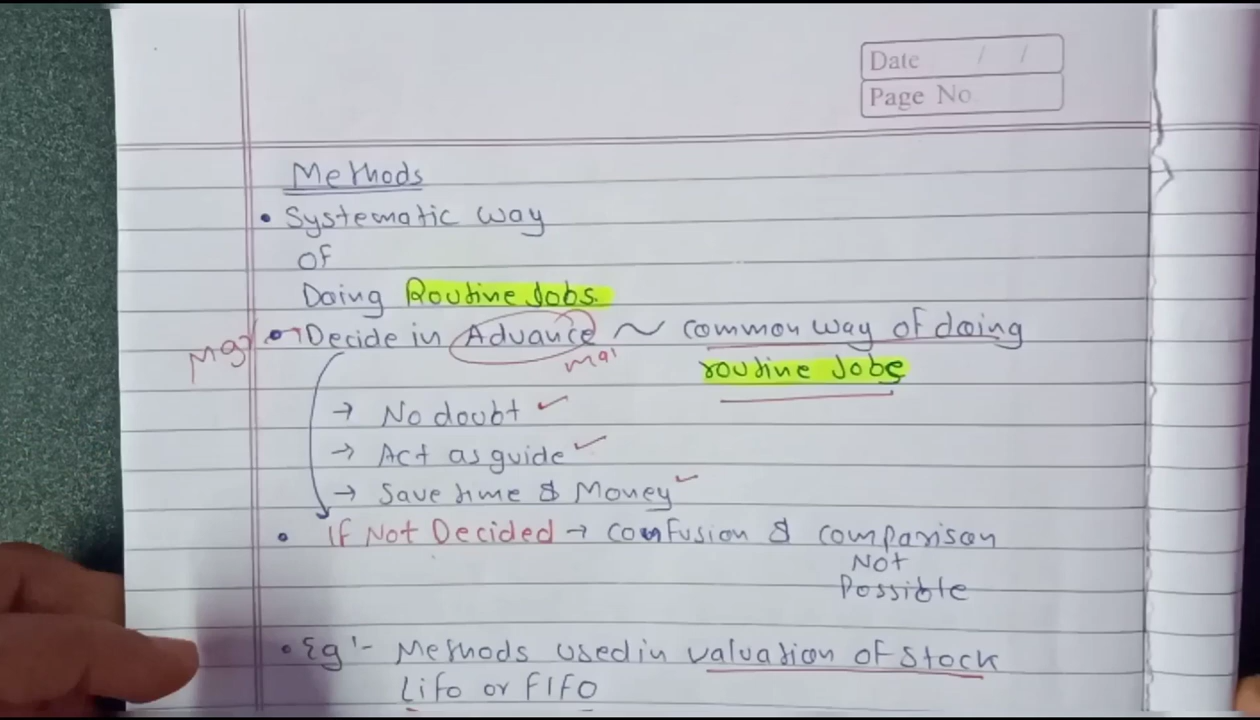 Date / /
Page No
Methods
• Systematic way
of
Doing Routine Jobs.
Mgt • Decide in Advance ~ common way of doing
routine Jobs
→ No doubt ✓
→ Act as guide ✓
→ Save time & Money ✓
• If Not Decided → confusion & comparison
Not
Possible
• Eg:- Methods used in valuation of stock
Lifo or FIFO